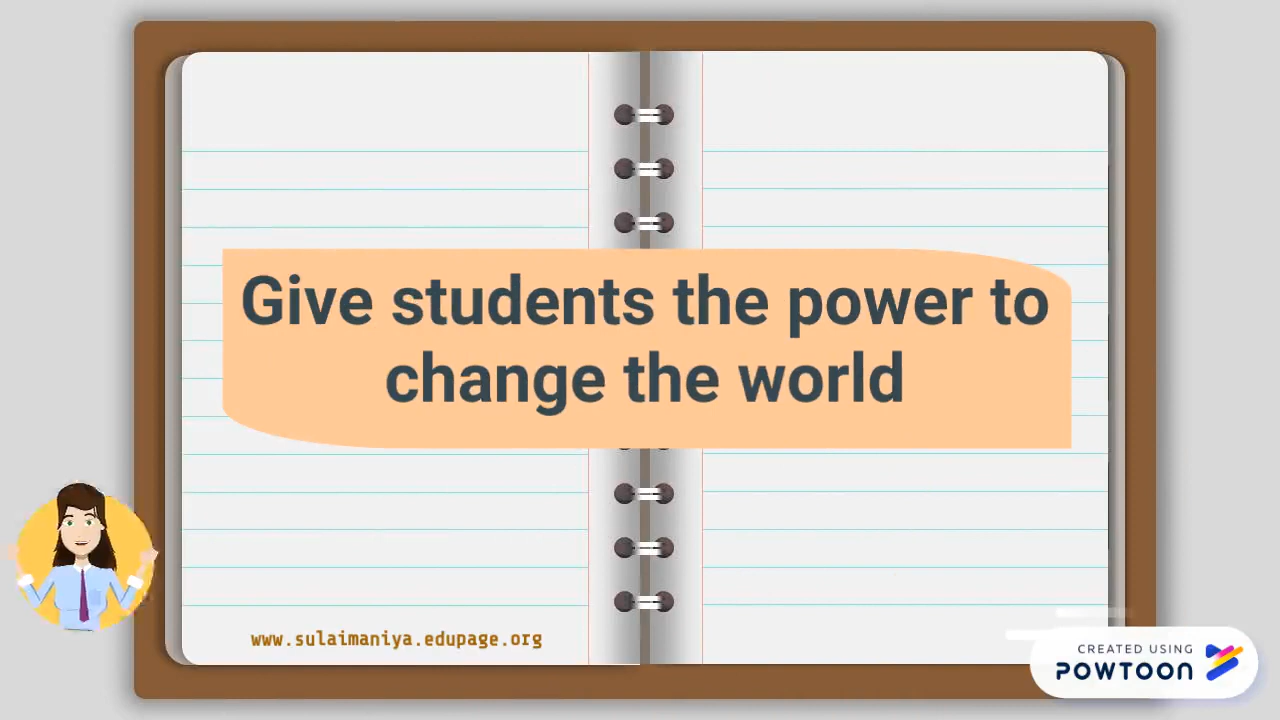 Give students the power to
change the world
www.sulaimaniya.edupage.org
CREATED USING
POWTOON